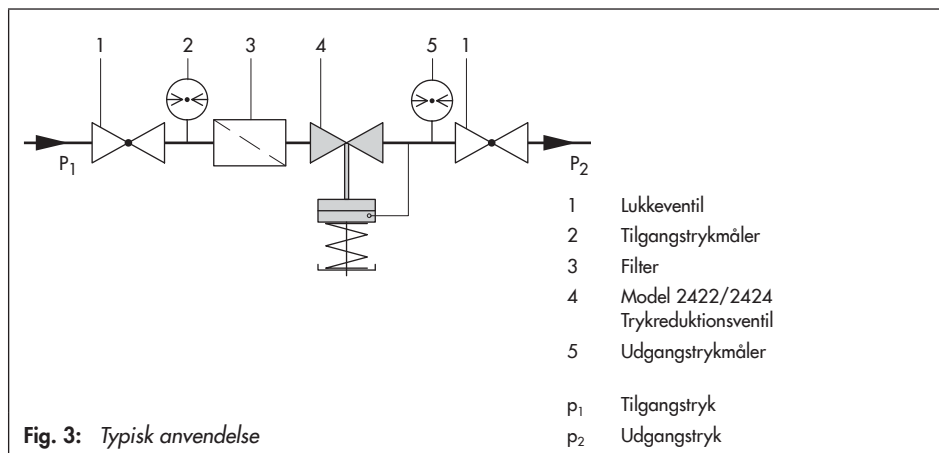 1 2 3 4 5 1
P₁ P₂
1 Lukkeventil
2 Tilgangstrykmåler
3 Filter
4 Model 2422/2424
Trykreduktionsventil
5 Udgangstrykmåler
p₁ Tilgangstryk
p₂ Udgangstryk
Fig. 3: Typisk anvendelse